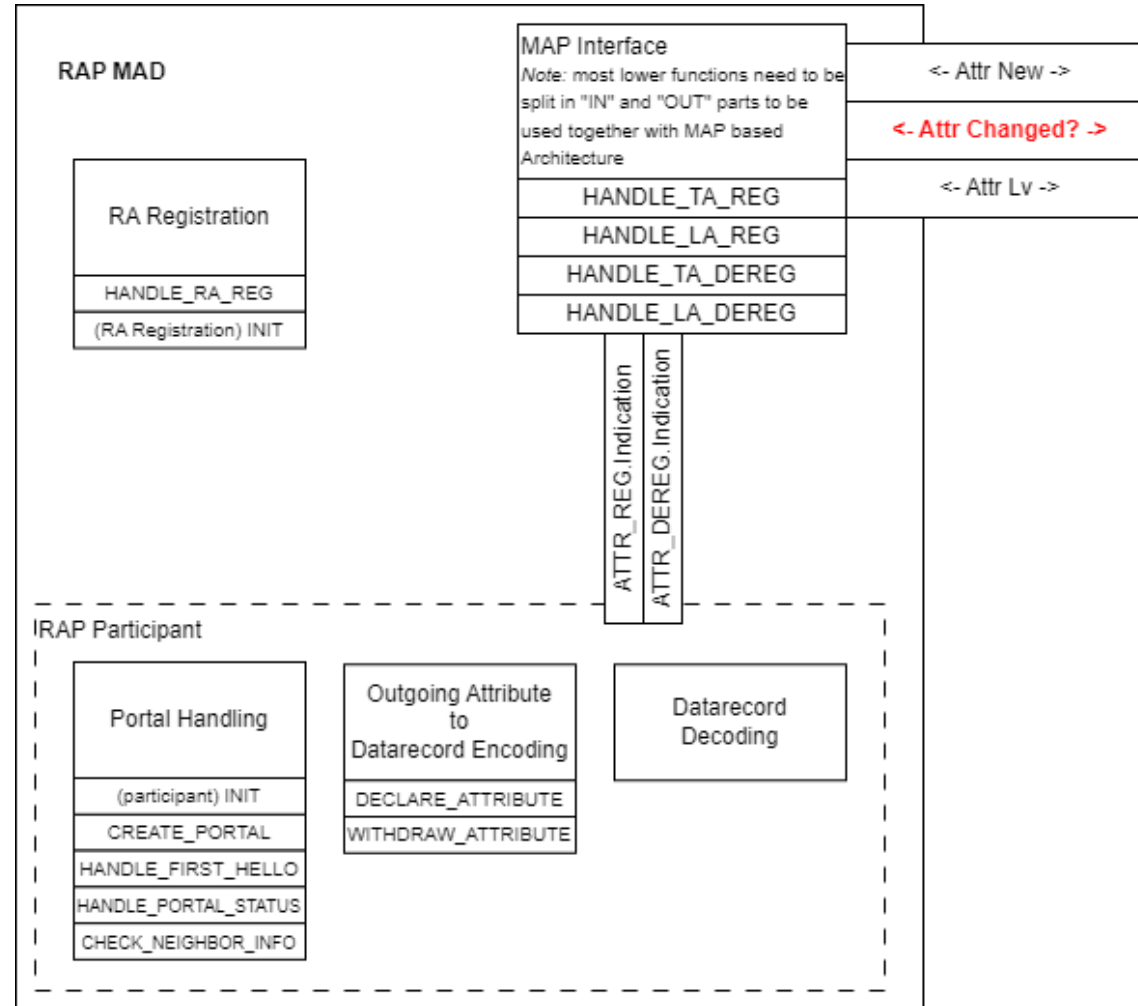 RAP MAD
MAP Interface
Note: most lower functions need to be
split in "IN" and "OUT" parts to be
used together with MAP based
Architecture
HANDLE_TA_REG
HANDLE_LA_REG
HANDLE_TA_DEREG
HANDLE_LA_DEREG
<- Attr New ->
<- Attr Changed? ->
<- Attr Lv ->
RA Registration
HANDLE_RA_REG
(RA Registration) INIT
ATTR_REG.Indication
ATTR_DEREG.Indication
RAP Participant
Portal Handling
(participant) INIT
CREATE_PORTAL
HANDLE_FIRST_HELLO
HANDLE_PORTAL_STATUS
CHECK_NEIGHBOR_INFO
Outgoing Attribute
to
Datarecord Encoding
DECLARE_ATTRIBUTE
WITHDRAW_ATTRIBUTE
Datarecord
Decoding